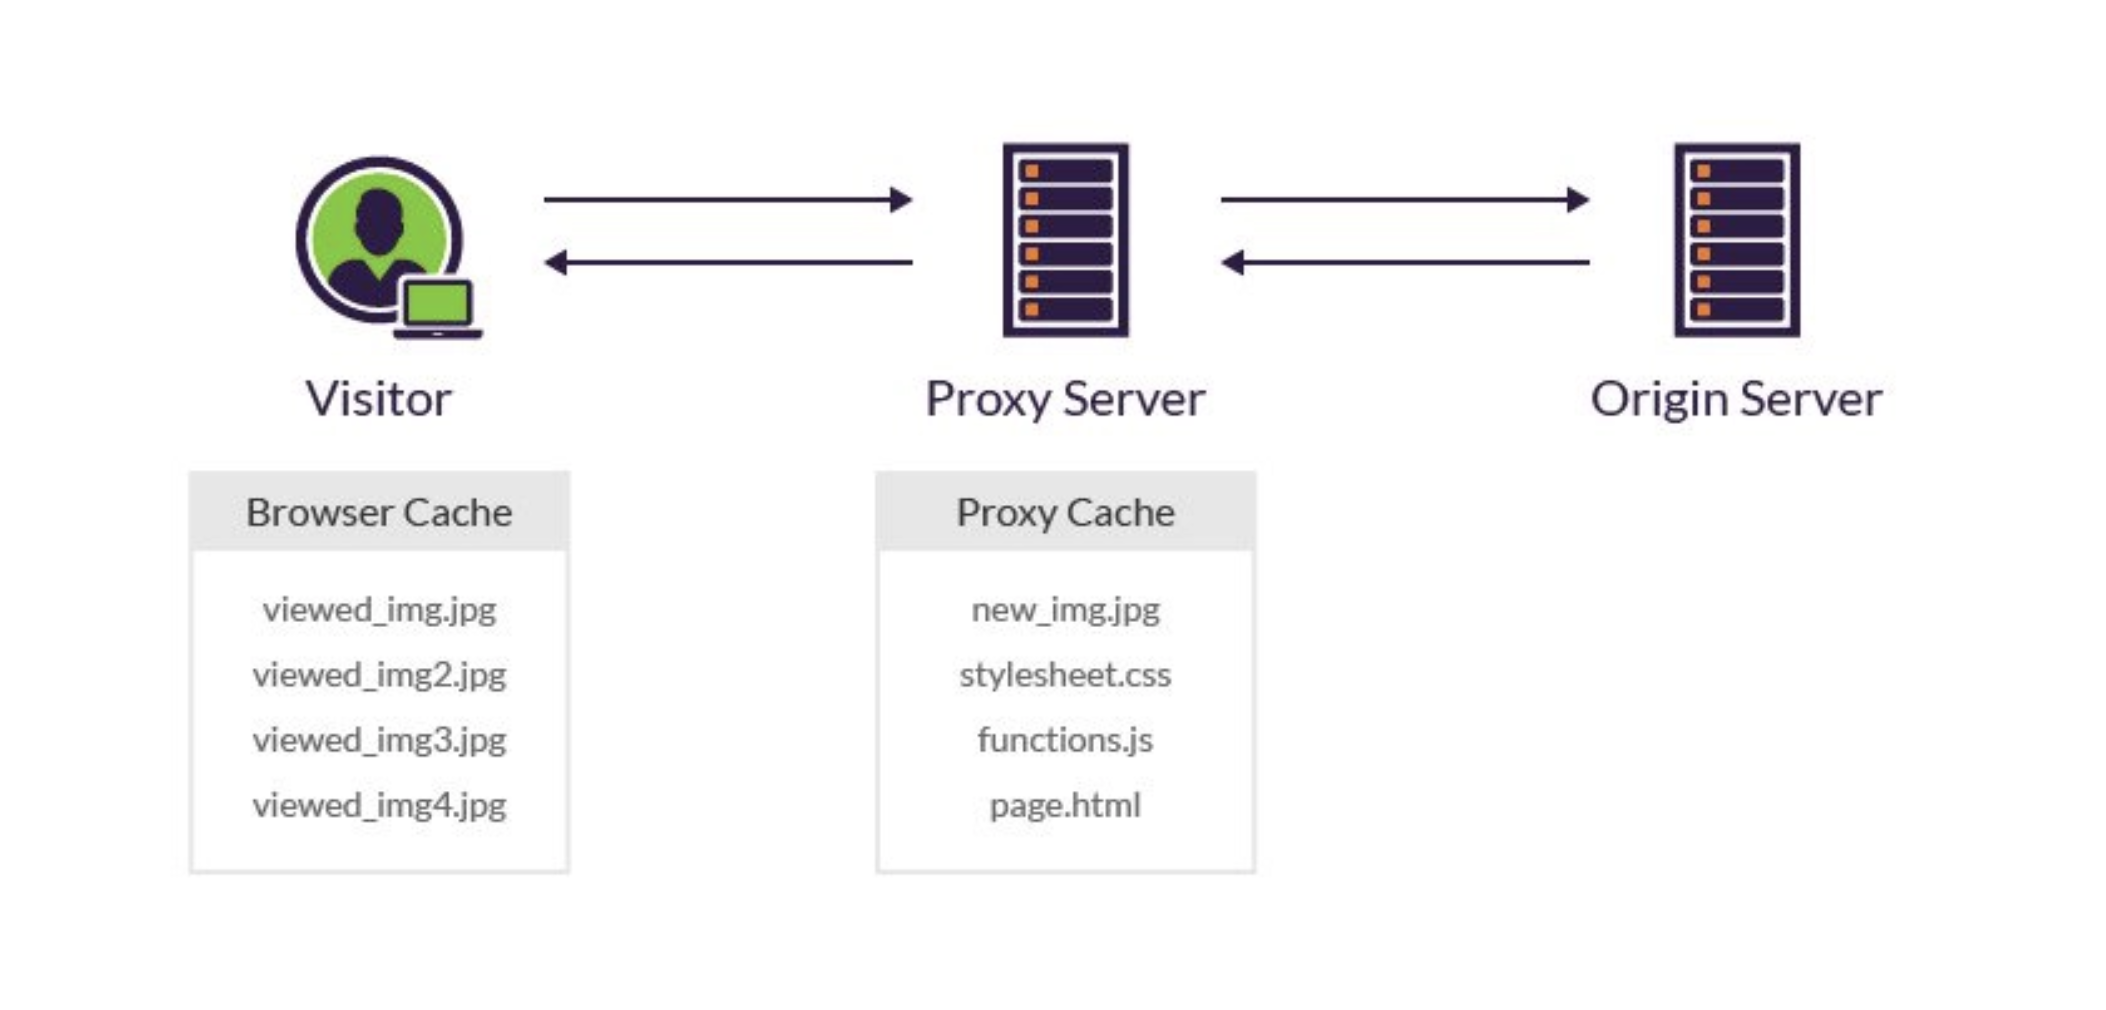 Visitor
Proxy Server
Origin Server
Browser Cache
viewed_img.jpg
viewed_img2.jpg
viewed_img3.jpg
viewed_img4.jpg
Proxy Cache
new_img.jpg
stylesheet.css
functions.js
page.html